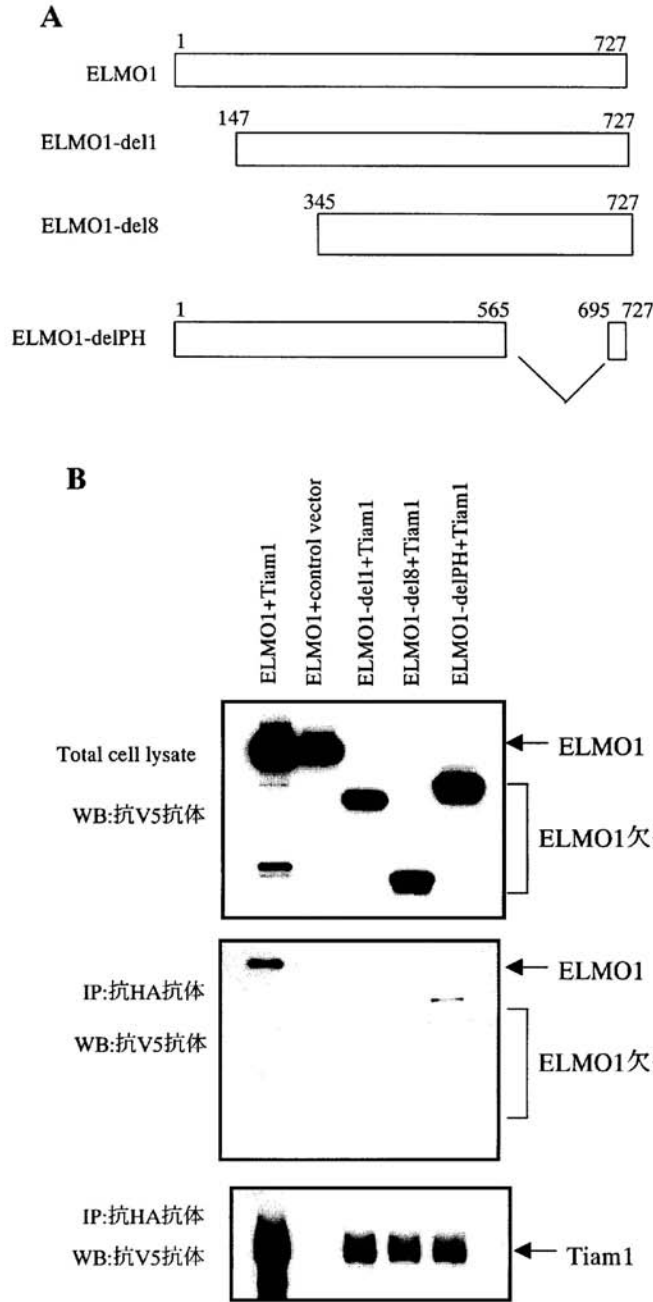 A
1 727
ELMO1
147 727
ELMO1-del1
345 727
ELMO1-del8
1 565 695 727
ELMO1-delPH
B
ELMO1+Tiam1
ELMO1+control vector
ELMO1-del1+Tiam1
ELMO1-del8+Tiam1
ELMO1-delPH+Tiam1
Total cell lysate
WB:抗V5抗体
ELMO1
ELMO1欠
IP:抗HA抗体
WB:抗V5抗体
ELMO1
ELMO1欠
IP:抗HA抗体
WB:抗V5抗体
Tiam1